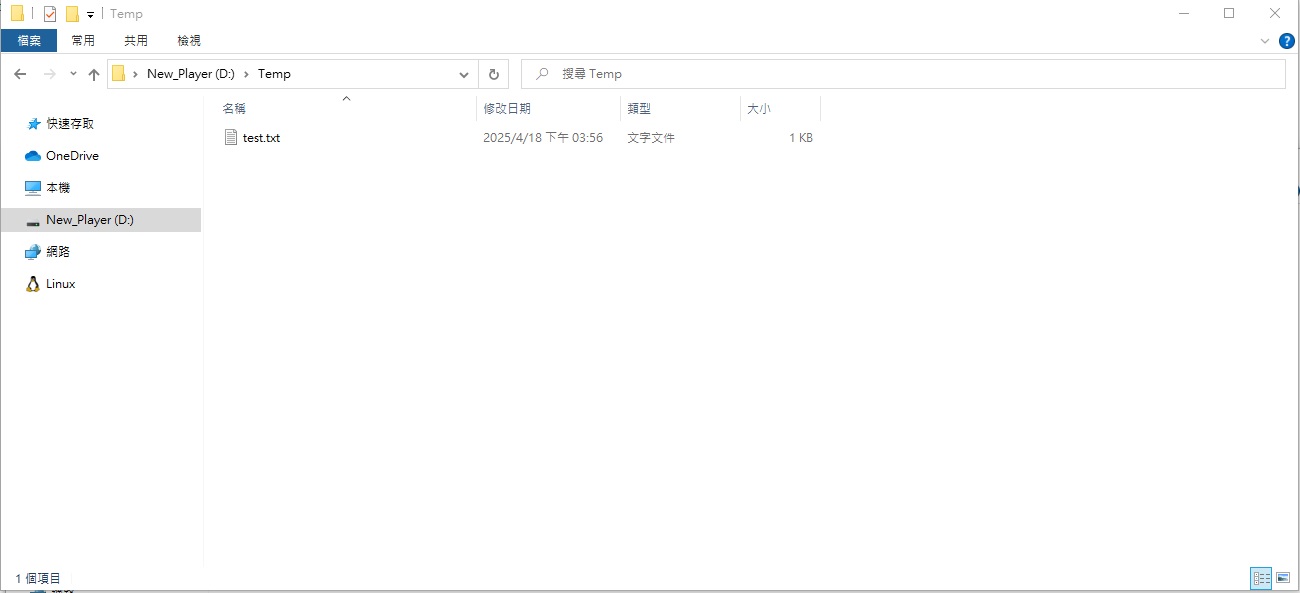 Temp
檔案 常用 共用 檢視
New_Player (D:) Temp 搜尋 Temp
名稱 修改日期 類型 大小
test.txt 2025/4/18 下午 03:56 文字文件 1 KB
快速存取
OneDrive
本機
New_Player (D:)
網路
Linux
1 個項目